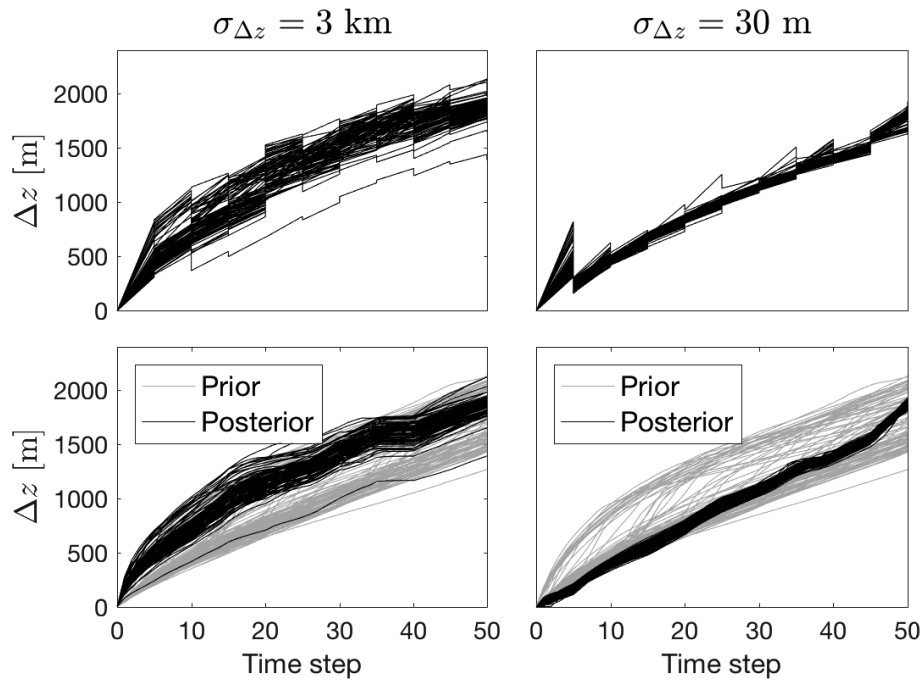 σ_Δz = 3 km
σ_Δz = 30 m
Δz [m]
2000
1500
1000
500
0
Δz [m]
2000
1500
1000
500
0
Prior
Posterior
Prior
Posterior
0 10 20 30 40 50
0 10 20 30 40 50
Time step
Time step